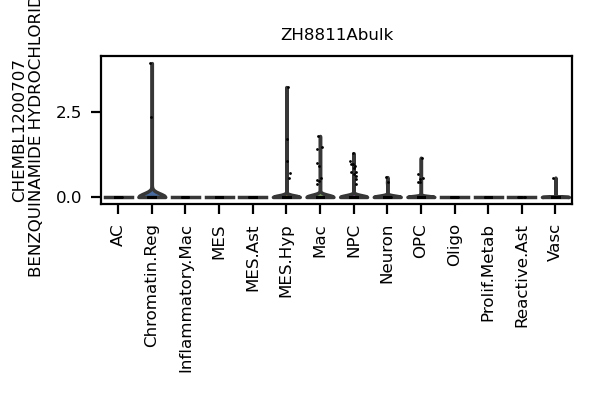 ZH8811Abulk
CHEMBL1200707
BENZQUINAMIDE
2.5
0.0
AC
Chromatin.Reg
Inflammatory.Mac
MES
MES.Ast
MES.Hyp
Mac
NPC
Neuron
OPC
Oligo
Prolif.Metab
Reactive.Ast
Vasc